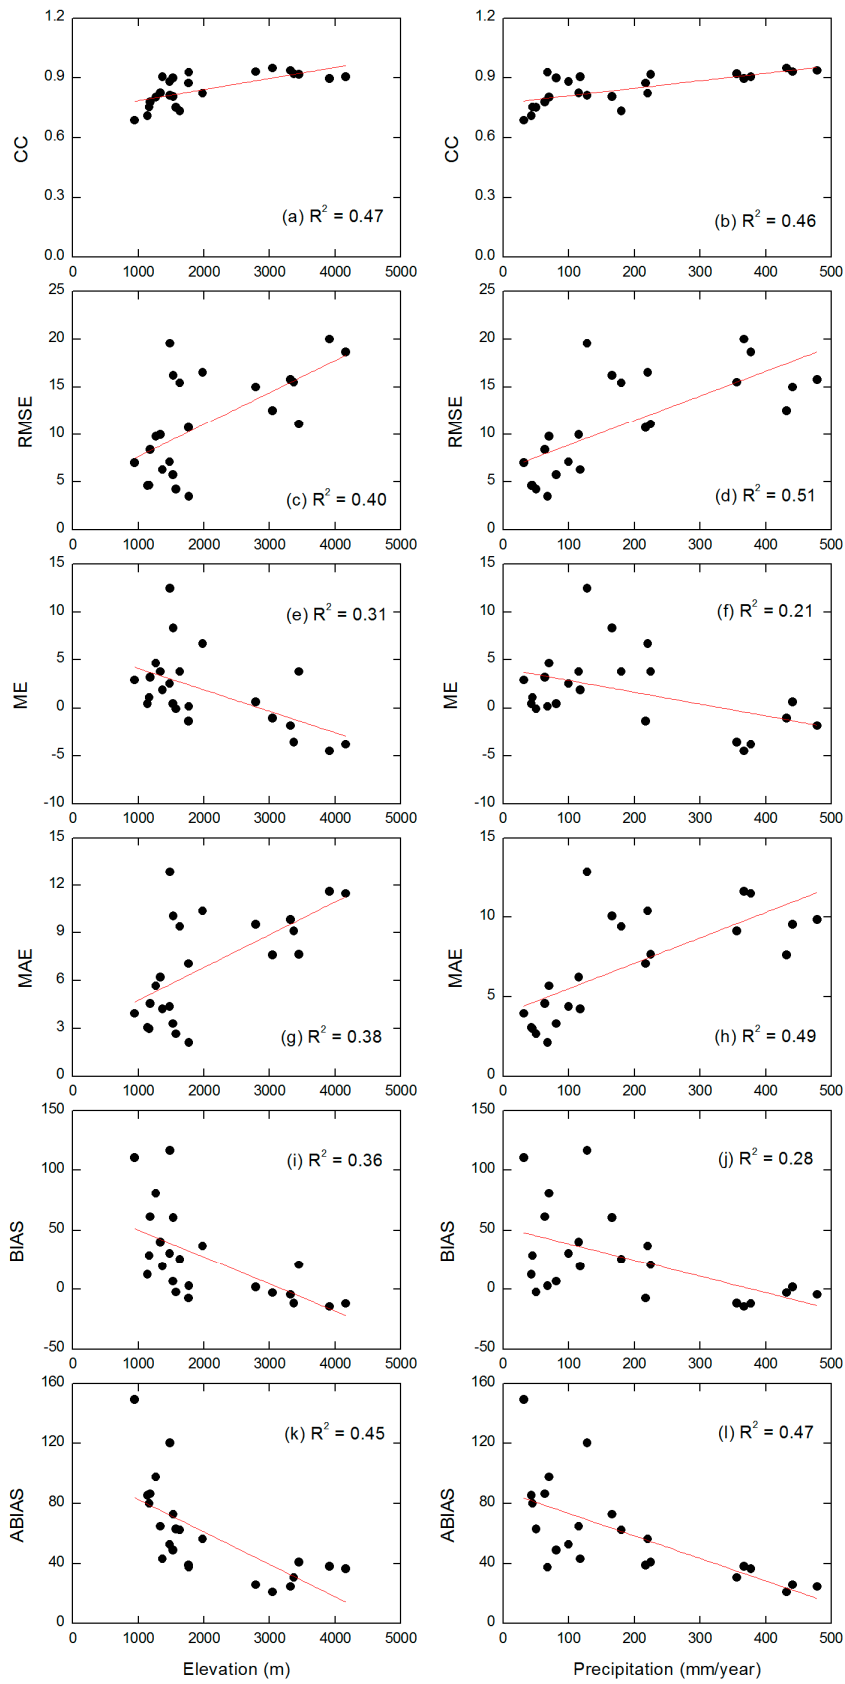 1.2
0.9
0.6
0.3
0.0
CC
(a) R² = 0.47
0 1000 2000 3000 4000 5000
1.2
0.9
0.6
0.3
0.0
CC
(b) R² = 0.46
0 100 200 300 400 500
25
20
15
10
5
0
RMSE
(c) R² = 0.40
0 1000 2000 3000 4000 5000
25
20
15
10
5
0
RMSE
(d) R² = 0.51
0 100 200 300 400 500
15
10
5
0
-5
-10
ME
(e) R² = 0.31
0 1000 2000 3000 4000 5000
15
10
5
0
-5
-10
ME
(f) R² = 0.21
0 100 200 300 400 500
15
12
9
6
3
0
MAE
(g) R² = 0.38
0 1000 2000 3000 4000 5000
15
10
5
0
MAE
(h) R² = 0.49
0 100 200 300 400 500
150
100
50
0
-50
BIAS
(i) R² = 0.36
0 1000 2000 3000 4000 5000
150
100
50
0
-50
BIAS
(j) R² = 0.28
0 100 200 300 400 500
160
120
80
40
0
ABIAS
(k) R² = 0.45
0 1000 2000 3000 4000 5000
Elevation (m)
160
120
80
40
0
ABIAS
(l) R² = 0.47
0 100 200 300 400 500
Precipitation (mm/year)